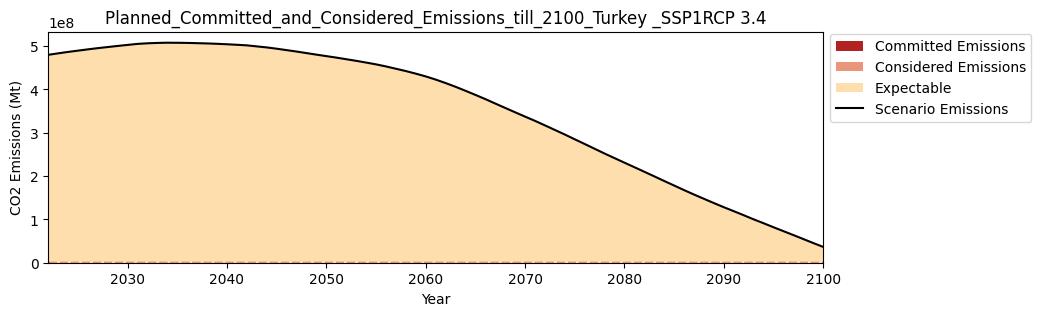 Planned_Committed_and_Considered_Emissions_till_2100_Turkey _SSP1RCP 3.4
1e8
5
4
3
2
1
0
CO2 Emissions (Mt)
2030 2040 2050 2060 2070 2080 2090 2100
Year
Committed Emissions
Considered Emissions
Expectable
Scenario Emissions